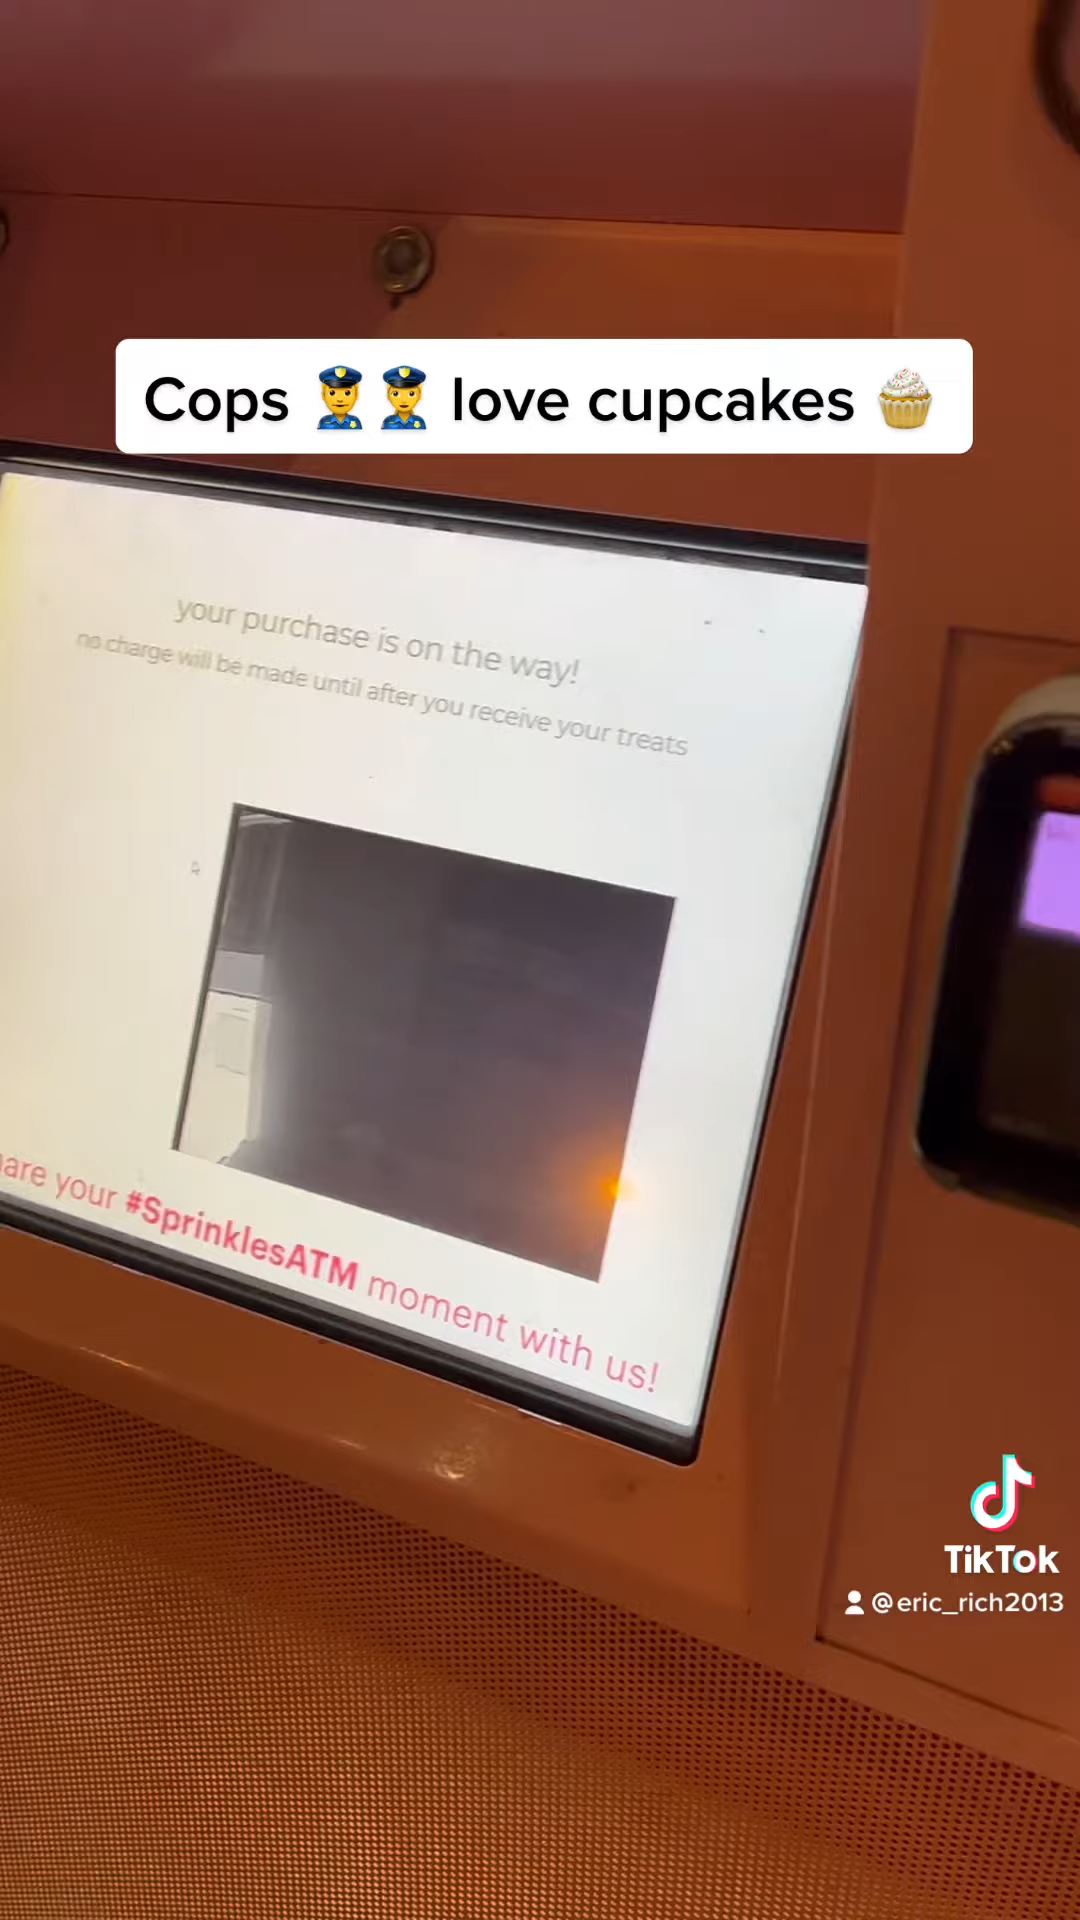 Cops 👮‍♂️👮 love cupcakes 🧁
your purchase is on the way!
no charge will be made until after you receive your treats
your #SprinklesATM moment with us!
TikTok
@eric_rich2013